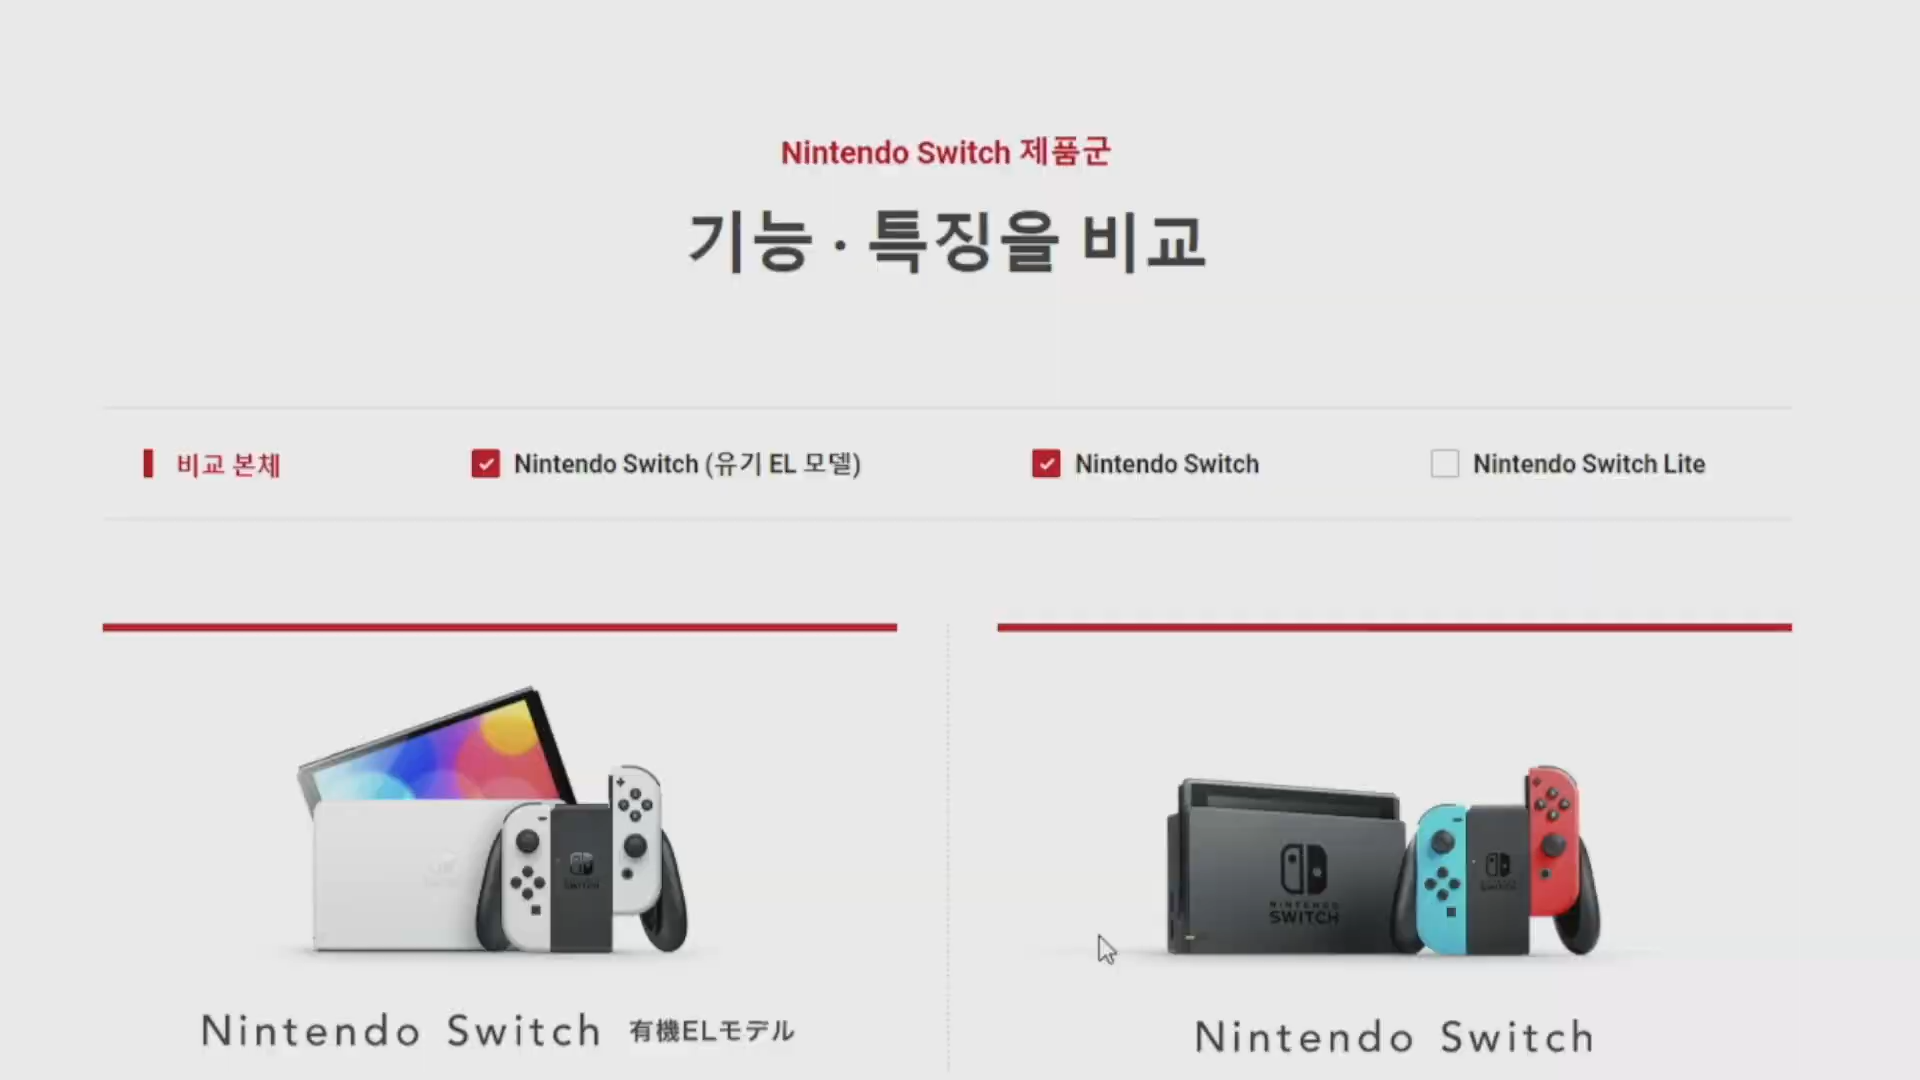 Nintendo Switch 제품군
기능 · 특징을 비교
비교 본체
Nintendo Switch (유기 EL 모델)
Nintendo Switch
Nintendo Switch Lite
NINTENDO
SWITCH
Nintendo Switch 有機ELモデル
Nintendo Switch